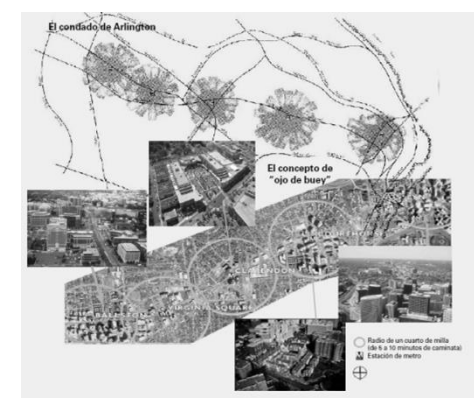 El condado de Arlington
El concepto de
"ojo de buey"
CLARENDON
VIRGINIA SQUARE
BALLSTON
Radio de un cuarto de milla
(de 6 a 10 minutos de caminata)
Estación de metro